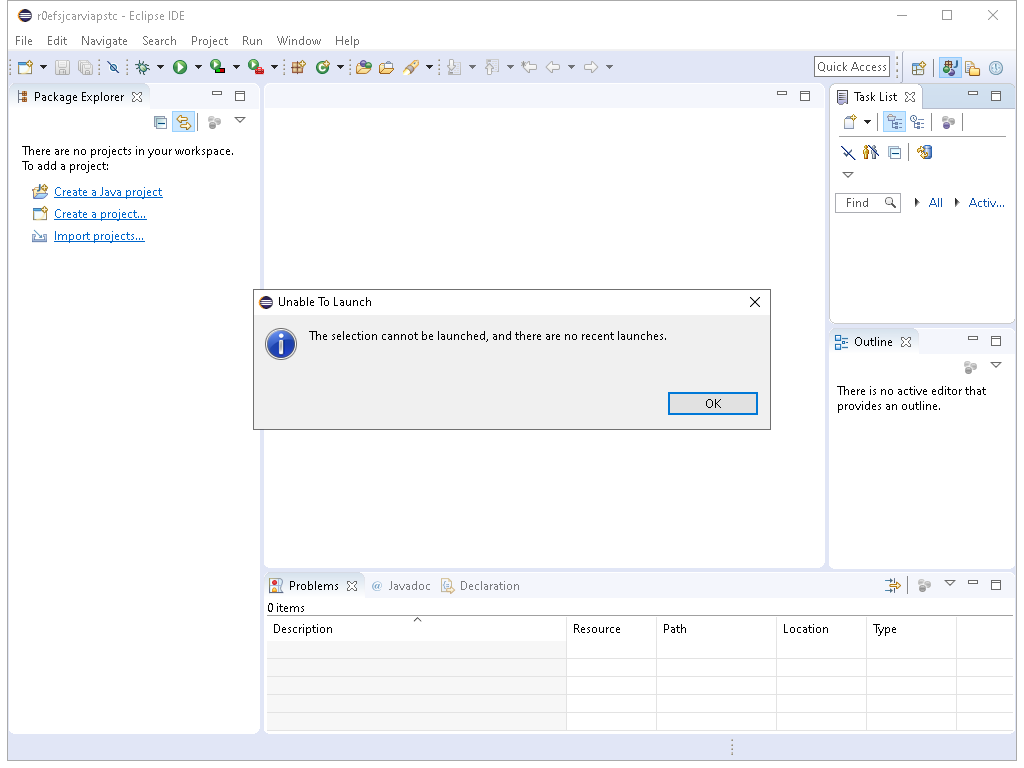 r0efsjcarviapstc - Eclipse IDE
File Edit Navigate Search Project Run Window Help
Quick Access
Package Explorer
Task List
There are no projects in your workspace.
To add a project:
Create a Java project
Create a project...
Import projects...
Find All Activ...
Unable To Launch
The selection cannot be launched, and there are no recent launches.
OK
Outline
There is no active editor that
provides an outline.
Problems @ Javadoc Declaration
0 items
Description Resource Path Location Type